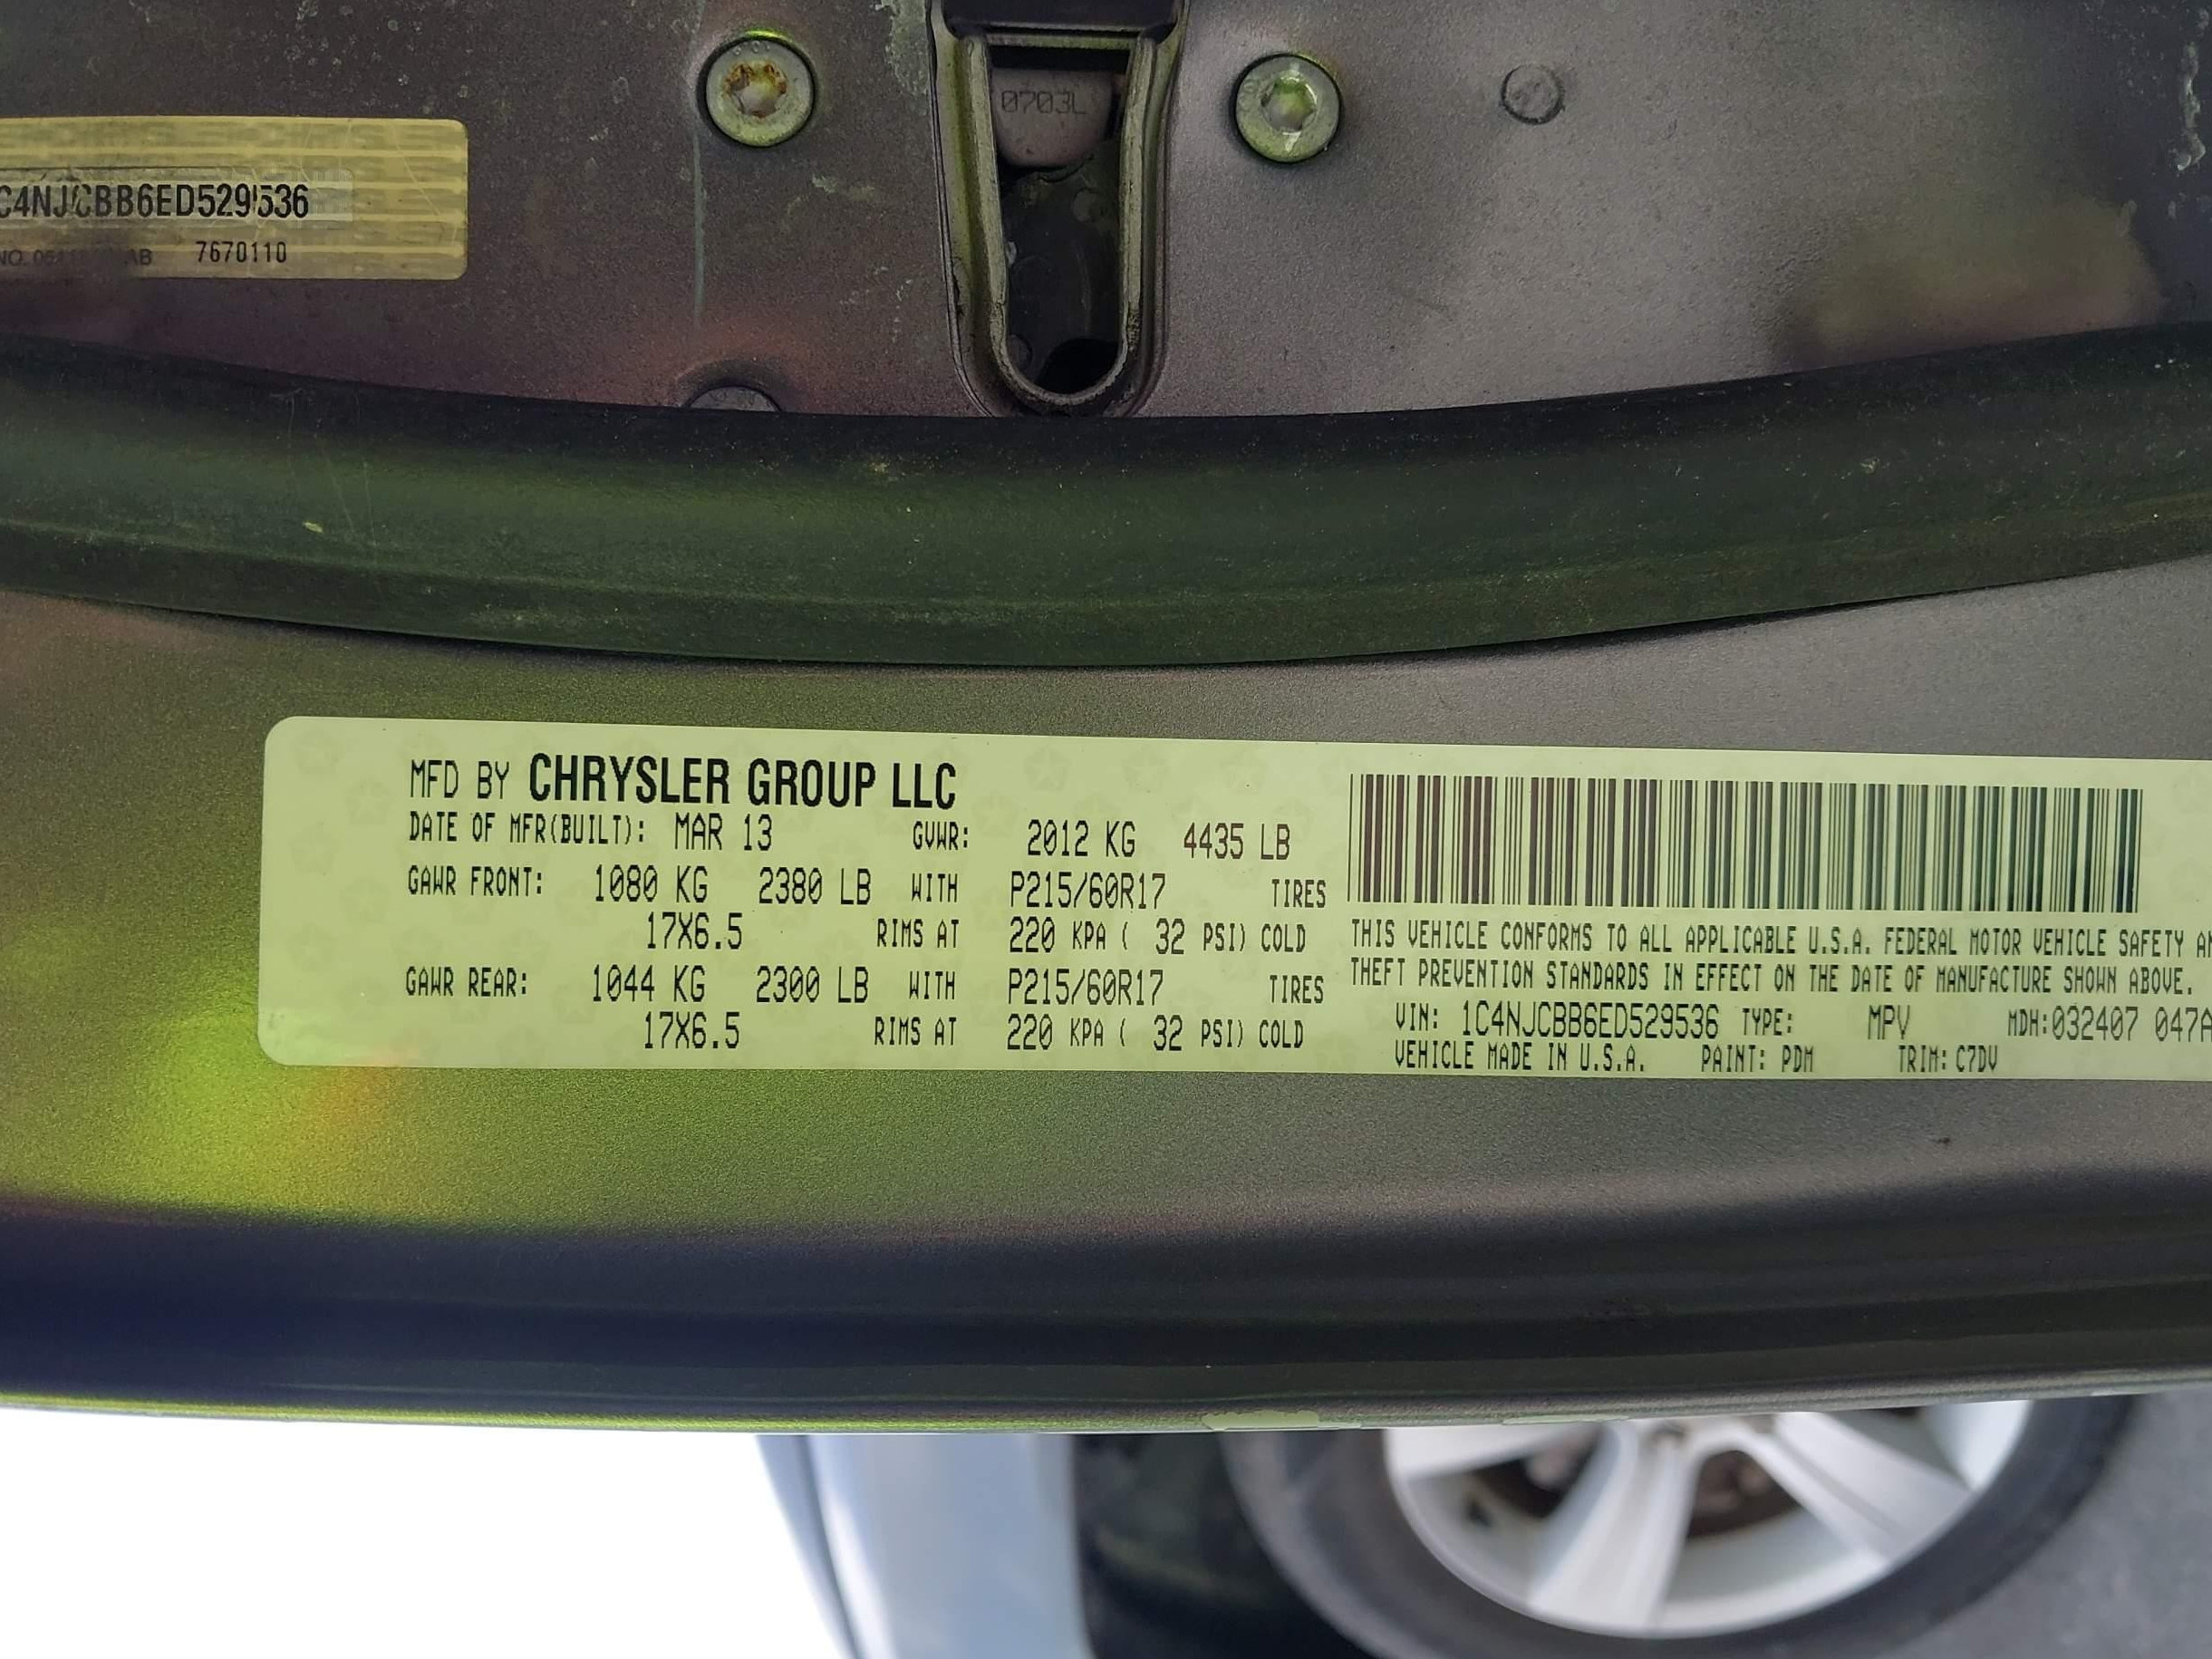 0703L
C4NJCBB6ED529536
NO. AB 7670110
MFD BY CHRYSLER GROUP LLC
DATE OF MFR(BUILT): MAR 13 GVWR: 2012 KG 4435 LB
GAWR FRONT: 1080 KG 2380 LB WITH P215/60R17 TIRES
17X6.5 RIMS AT 220 KPA ( 32 PSI) COLD
GAWR REAR: 1044 KG 2300 LB WITH P215/60R17 TIRES
17X6.5 RIMS AT 220 KPA ( 32 PSI) COLD
THIS VEHICLE CONFORMS TO ALL APPLICABLE U.S.A. FEDERAL MOTOR VEHICLE SAFETY
THEFT PREVENTION STANDARDS IN EFFECT ON THE DATE OF MANUFACTURE SHOWN ABOVE.
VIN: 1C4NJCBB6ED529536 TYPE: MPV MDH:032407 047A
VEHICLE MADE IN U.S.A. PAINT: PDM TRIM: C7DV